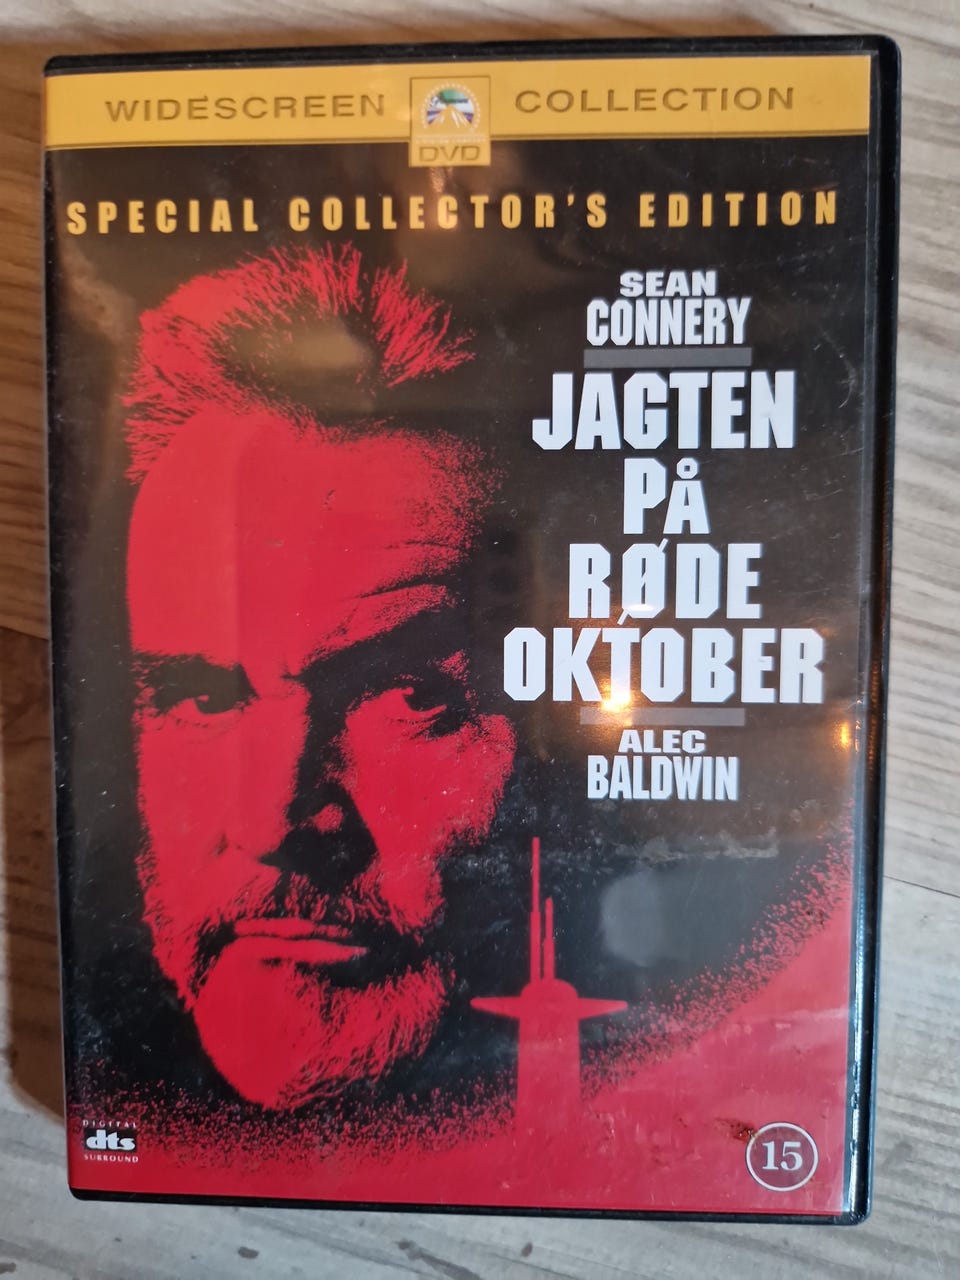 WIDESCREEN COLLECTION
DVD
SPECIAL COLLECTOR'S EDITION
SEAN
CONNERY
JAGTEN
PÅ
RØDE
OKTOBER
ALEC
BALDWIN
DIGITAL
dts
SURROUND
15